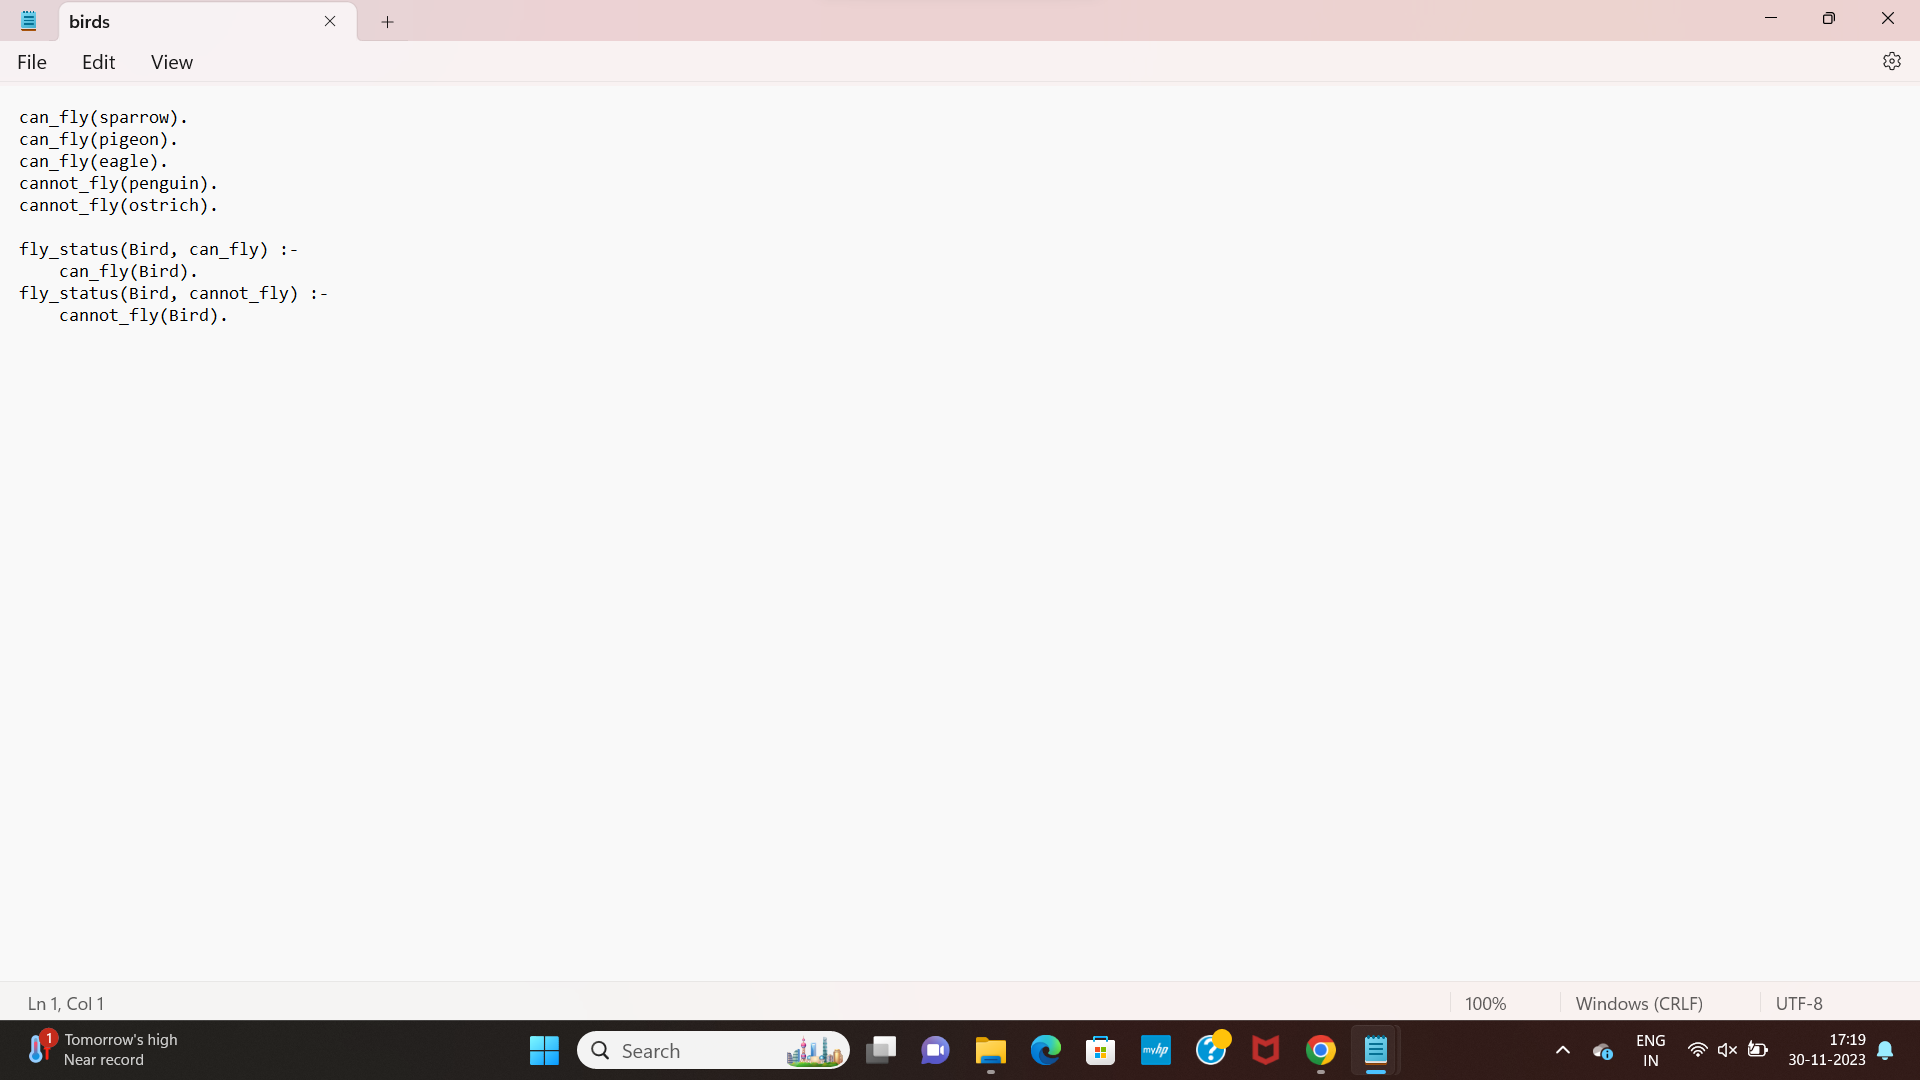 birds
File Edit View
can_fly(sparrow).
can_fly(pigeon).
can_fly(eagle).
cannot_fly(penguin).
cannot_fly(ostrich).
fly_status(Bird, can_fly) :-
    can_fly(Bird).
fly_status(Bird, cannot_fly) :-
    cannot_fly(Bird).
Ln 1, Col 1 100% Windows (CRLF) UTF-8
1 Tomorrow's high
Near record
Search
myhp
ENG
IN
17:19
30-11-2023